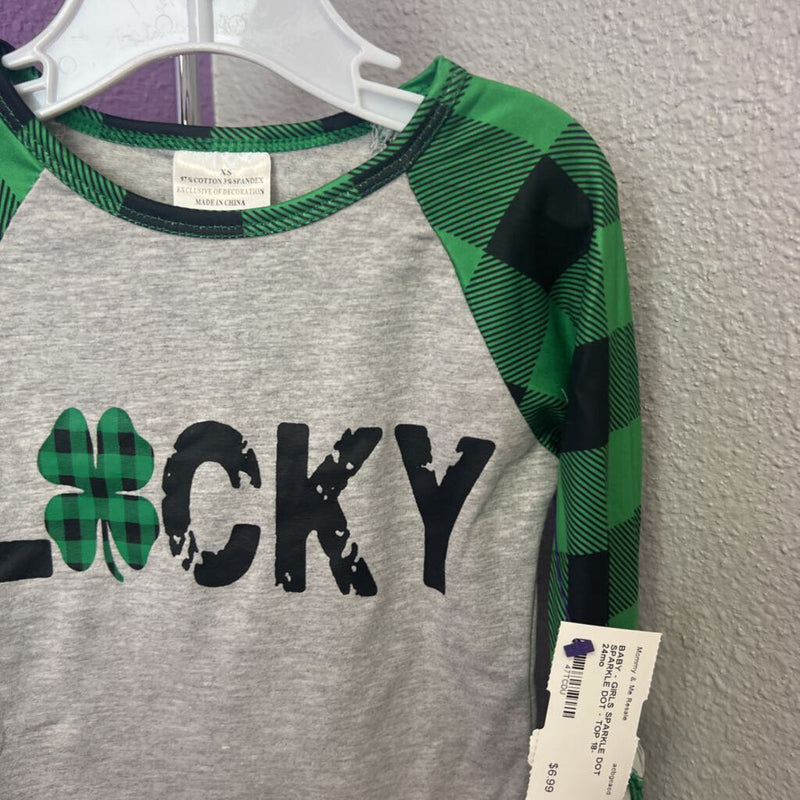 XS
97% COTTON 3% SPANDEX
EXCLUSIVE OF DECORATION
MADE IN CHINA
L CKY
Mommy & Me Resale
BABY - GIRLS SPARKLE DOT
SPARKLE DOT - TOP 18-
24mo
47TCDU
$6.99